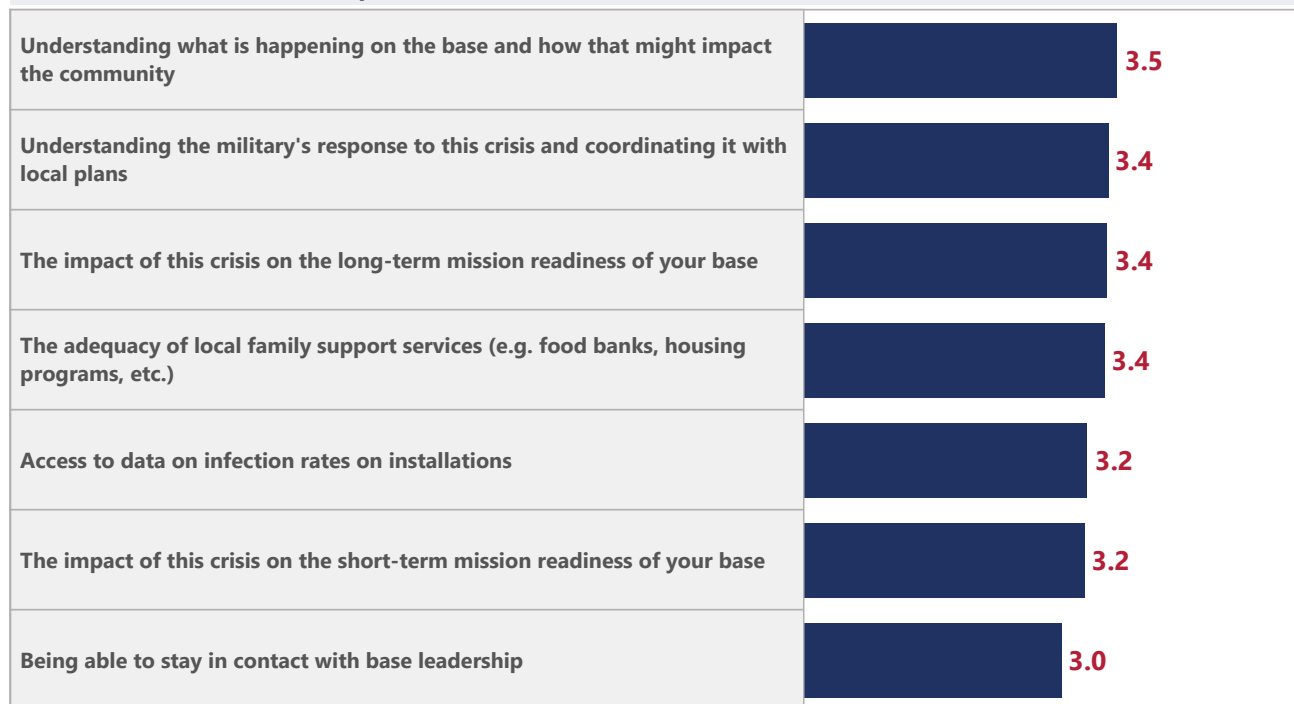 Understanding what is happening on the base and how that might impact
the community
3.5
Understanding the military's response to this crisis and coordinating it with
local plans
3.4
The impact of this crisis on the long-term mission readiness of your base
3.4
The adequacy of local family support services (e.g. food banks, housing
programs, etc.)
3.4
Access to data on infection rates on installations
3.2
The impact of this crisis on the short-term mission readiness of your base
3.2
Being able to stay in contact with base leadership
3.0